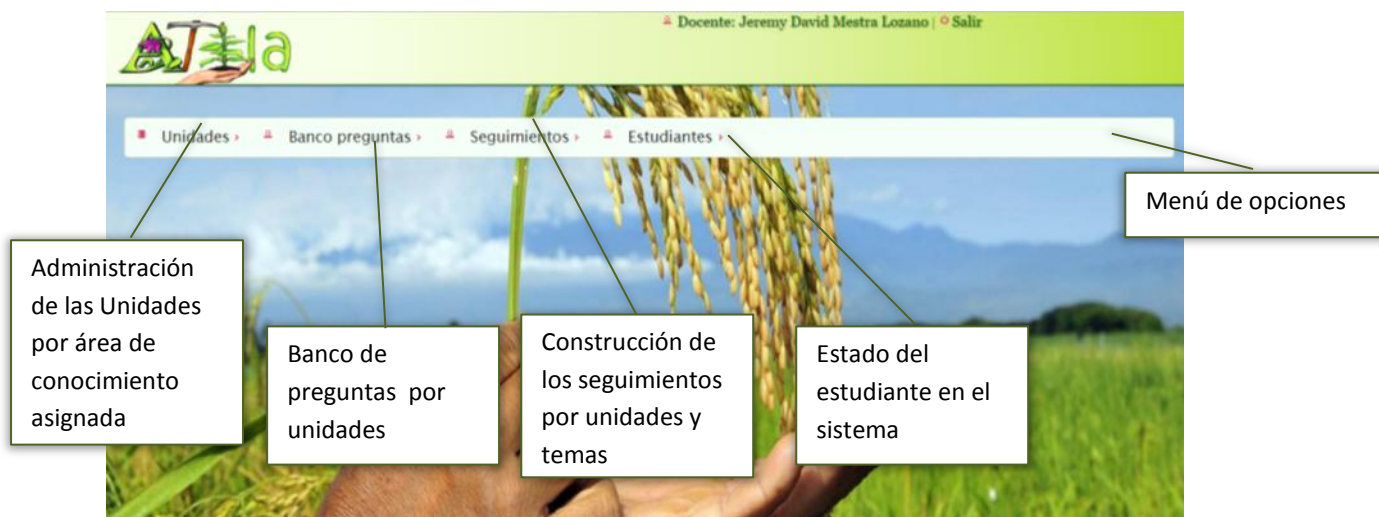 ATila
Docente: Jeremy David Mestra Lozano | Salir
Unidades › Banco preguntas › Seguimientos › Estudiantes ›
Menú de opciones
Administración
de las Unidades
por área de
conocimiento
asignada
Banco de
preguntas por
unidades
Construcción de
los seguimientos
por unidades y
temas
Estado del
estudiante en el
sistema